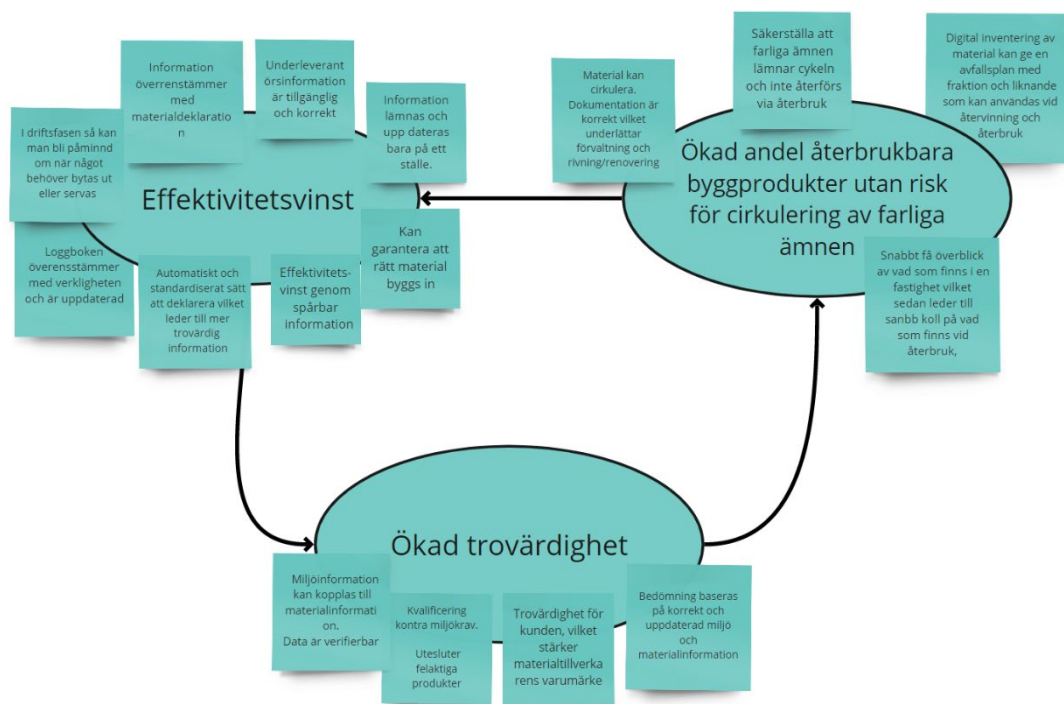 Information
överrenstämmer
med
materialdeklaratio
n
Underleverant
örsinformation
är tillgänglig
och korrekt
Information
lämnas och
upp dateras
bara på ett
ställe.
I driftsfasen så kan
man bli påminnd
om när något
behöver bytas ut
eller servas
Effektivitetsvinst
Loggboken
överensstämmer
med verkligheten
och är uppdaterad
Automatiskt och
standardiserat sätt
att deklarera vilket
leder till mer
trovärdig
information
Effektivitets-
vinst genom
spårbar
information
Kan
garantera att
rätt material
byggs in
Material kan
cirkulera.
Dokumentation är
korrekt vilket
underlättar
förvaltning och
rivning/renovering
Säkerställa att
farliga ämnen
lämnar cykeln
och inte återförs
via återbruk
Digital inventering av
material kan ge en
avfallsplan med
fraktion och liknande
som kan användas vid
återvinning och
återbruk
Ökad andel återbrukbara
byggprodukter utan risk
för cirkulering av farliga
ämnen
Snabbt få överblick
av vad som finns i en
fastighet vilket
sedan leder till
sanbb koll på vad
som finns vid
återbruk,
Ökad trovärdighet
Miljöinformation
kan kopplas till
materialinformati
on.
Data är verifierbar
Kvalificering
kontra miljökrav.
Utesluter
felaktiga
produkter
Trovärdighet för
kunden, vilket
stärker
materialtillverka
rens varumärke
Bedömning baseras
på korrekt och
uppdaterad miljö
och
materialinformation